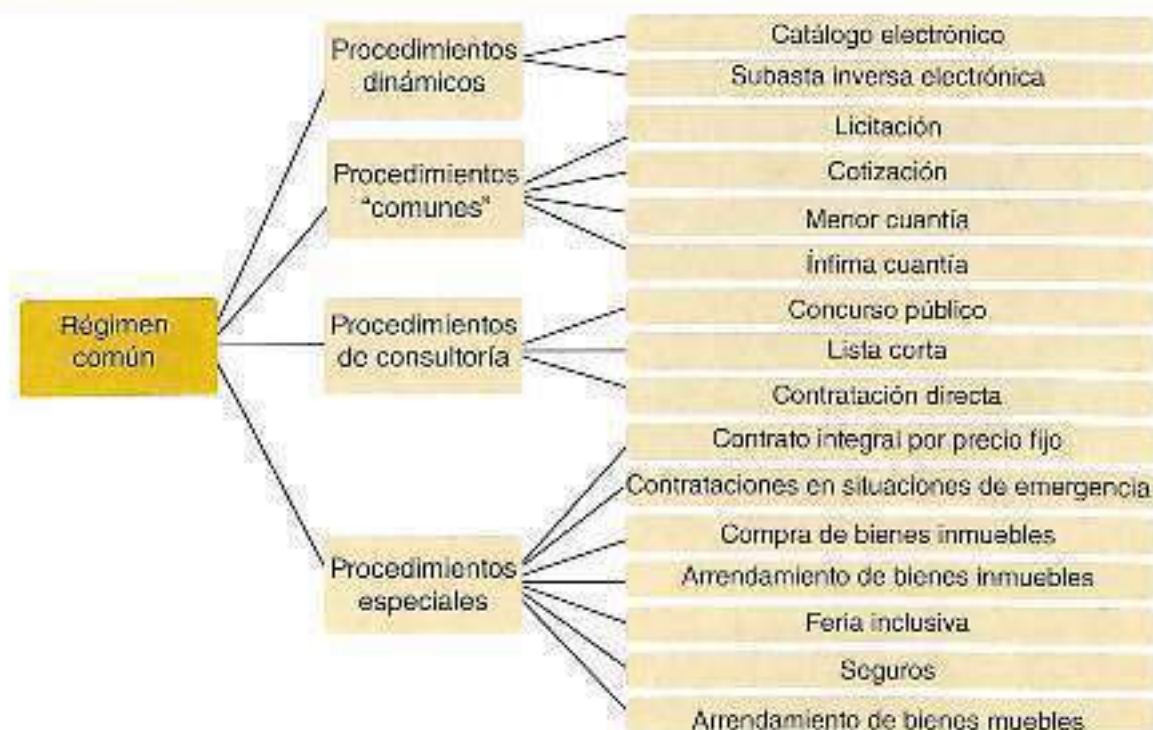 Régimen
común
Procedimientos
dinámicos
Catálogo electrónico
Subasta inversa electrónica
Procedimientos
"comunes"
Licitación
Cotización
Menor cuantía
Ínfima cuantía
Procedimientos
de consultoría
Concurso público
Lista corta
Contratación directa
Procedimientos
especiales
Contrato integral por precio fijo
Contrataciones en situaciones de emergencia
Compra de bienes inmuebles
Arrendamiento de bienes inmuebles
Feria inclusiva
Seguros
Arrendamiento de bienes muebles